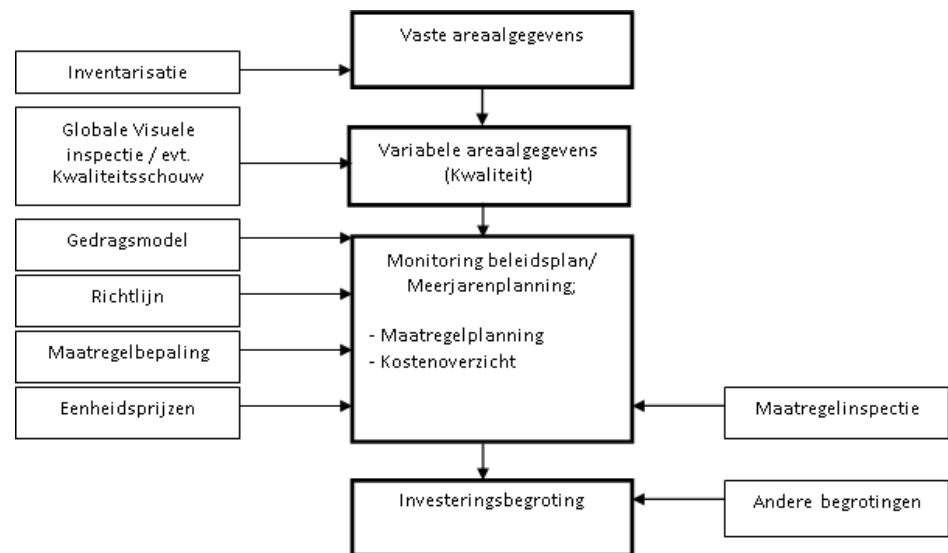 Vaste areaalgegevens
Inventarisatie
Globale Visuele
inspectie / evt.
Kwaliteitsschouw
Variabele areaalgegevens
(Kwaliteit)
Gedragsmodel
Richtlijn
Maatregelbepaling
Eenheidsprijzen
Monitoring beleidsplan/
Meerjarenplanning;
- Maatregelplanning
- Kostenoverzicht
Maatregelinspectie
Investeringsbegroting
Andere begrotingen